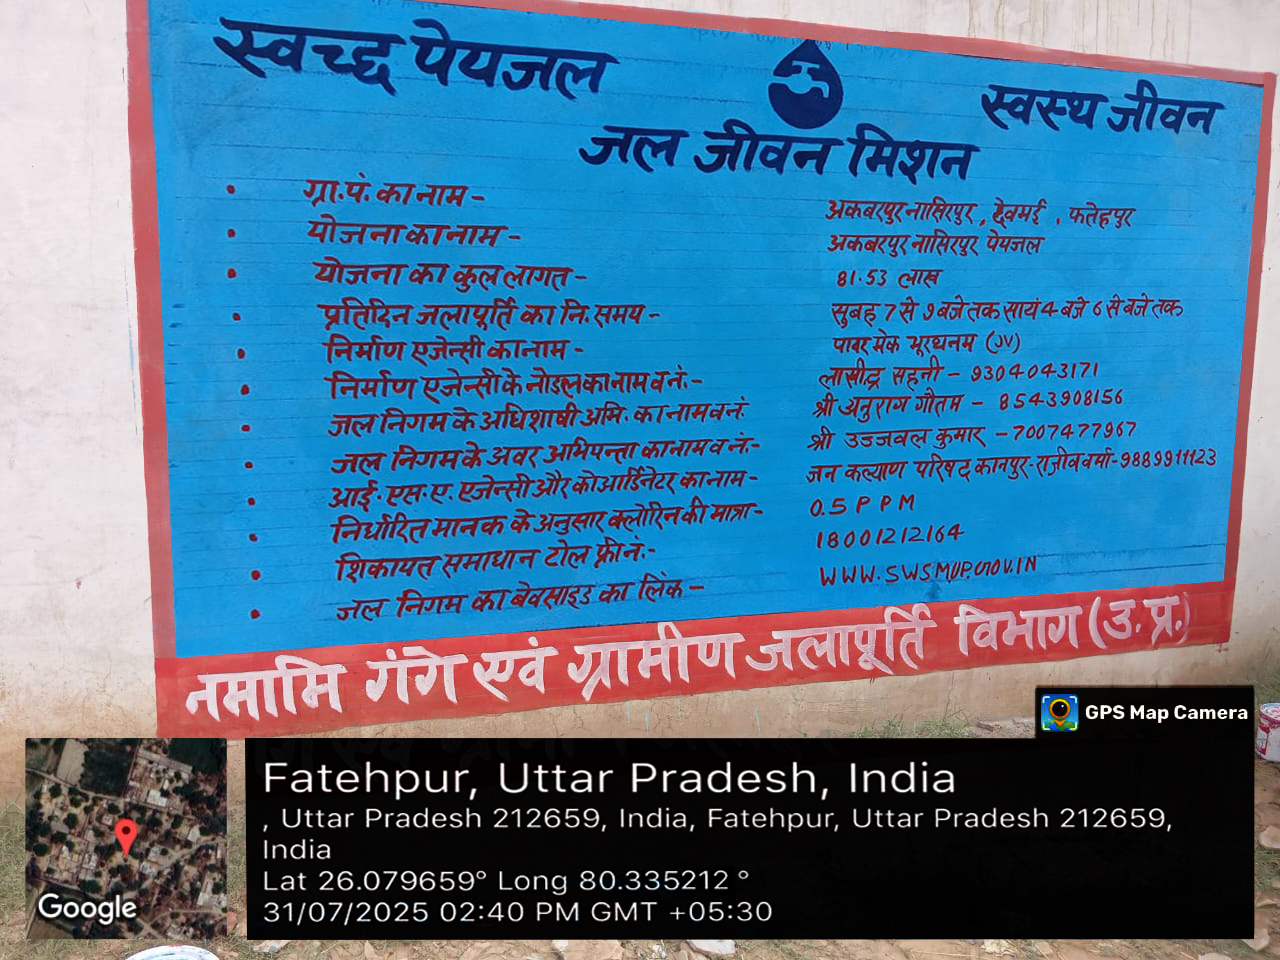 स्वच्छ पेयजल
स्वस्थ जीवन
जल जीवन मिशन
ग्रा.पं. का नाम - अकबरपुर नासिरपुर, देवमई, फतेहपुर
योजना का नाम - अकबरपुर नासिरपुर पेयजल
योजना का कुल लागत - 81.53 लाख
प्रतिदिन जलापूर्ति का नि. समय - सुबह 7 से 9 बजे तक सायं 4 बजे 6 से बजे तक
निर्माण एजेन्सी का नाम - पावर मेक भूरथनम (JV)
निर्माण एजेन्सी के नोडल का नाम व नं.- लासीद्र सहनी - 9304043171
जल निगम के अधिशाषी अमि. का नाम व नं. श्री अनुराग गौतम - 8543908156
जल निगम के अवर अभियन्ता का नाम व नं.- श्री उज्जवल कुमार - 7007477967
आई.एस.ए. एजेन्सी और कोआर्डिनेटर का नाम - जन कल्याण परिषद कानपुर-राजीव वर्मा-9889911123
निर्धारित मानक के अनुसार क्लोरिन की मात्रा - 0.5 PPM
शिकायत समाधान टोल फ्री नं.- 18001212164
जल निगम का बेवसाइड का लिंक - WWW.SWSMUP.GOV.IN
नमामि गंगे एवं ग्रामीण जलापूर्ति विभाग (उ.प्र.)
GPS Map Camera
Fatehpur, Uttar Pradesh, India
, Uttar Pradesh 212659, India, Fatehpur, Uttar Pradesh 212659,
India
Lat 26.079659° Long 80.335212 °
31/07/2025 02:40 PM GMT +05:30
Google